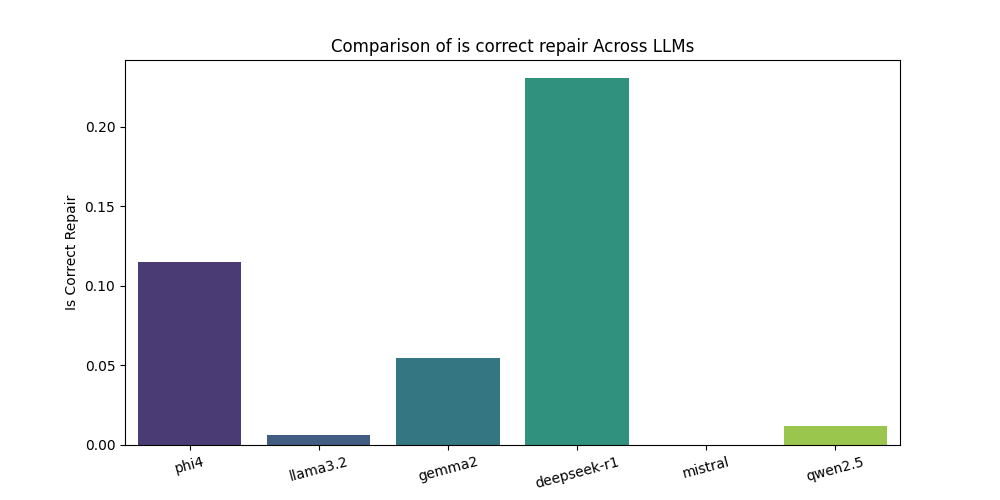 Comparison of is correct repair Across LLMs
Is Correct Repair
0.20
0.15
0.10
0.05
0.00
phi4
llama3.2
gemma2
deepseek-r1
mistral
qwen2.5